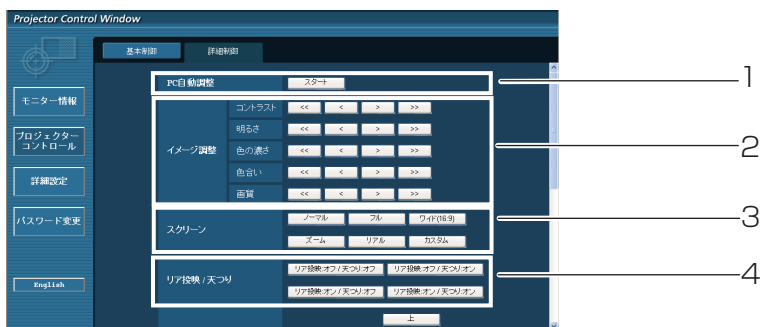 Projector Control Window
基本制御 詳細制御
PC自動調整 スタート 1
モニター情報
プロジェクター
コントロール
詳細設定
パスワード変更
English
イメージ調整 2
コントラスト << < > >>
明るさ << < > >>
色の濃さ << < > >>
色合い << < > >>
画質 << < > >>
スクリーン 3
ノーマル フル ワイド(16:9)
ズーム リアル カスタム
リア投映 / 天つり 4
リア投映:オフ / 天つり:オフ リア投映:オフ / 天つり:オン
リア投映:オン / 天つり:オフ リア投映:オン / 天つり:オン
上